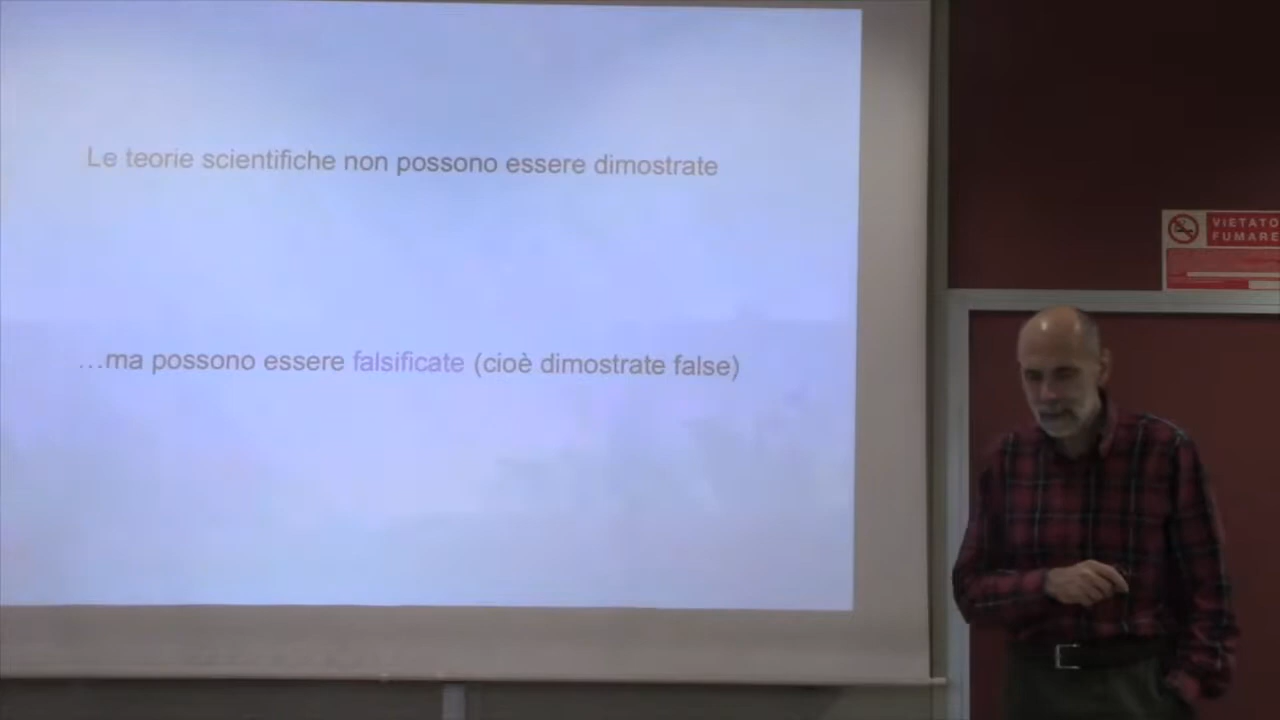 Le teorie scientifiche non possono essere dimostrate
…ma possono essere falsificate (cioè dimostrate false)
VIETATO
FUMARE